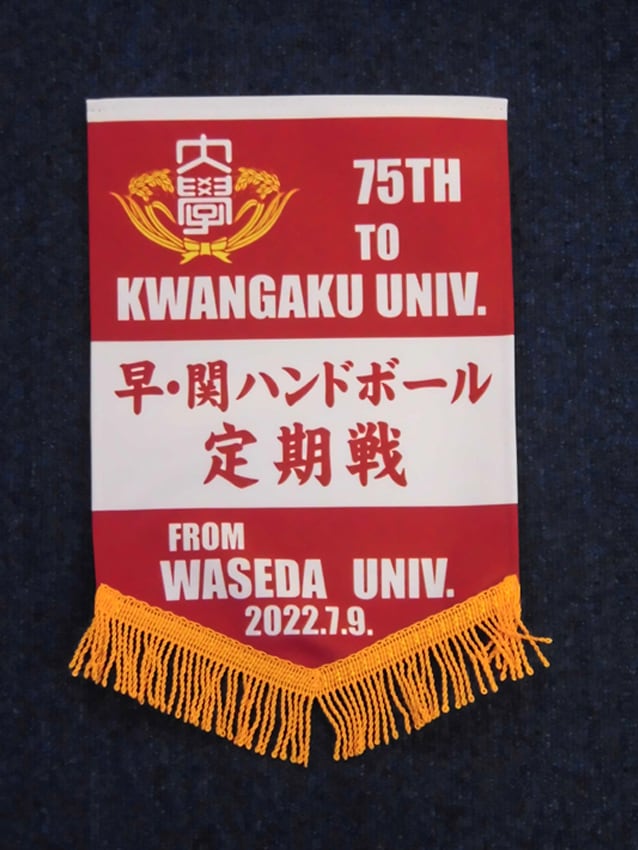 大學
75TH
TO
KWANGAKU UNIV.
早・関ハンドボール
定期戦
FROM
WASEDA UNIV.
2022.7.9.